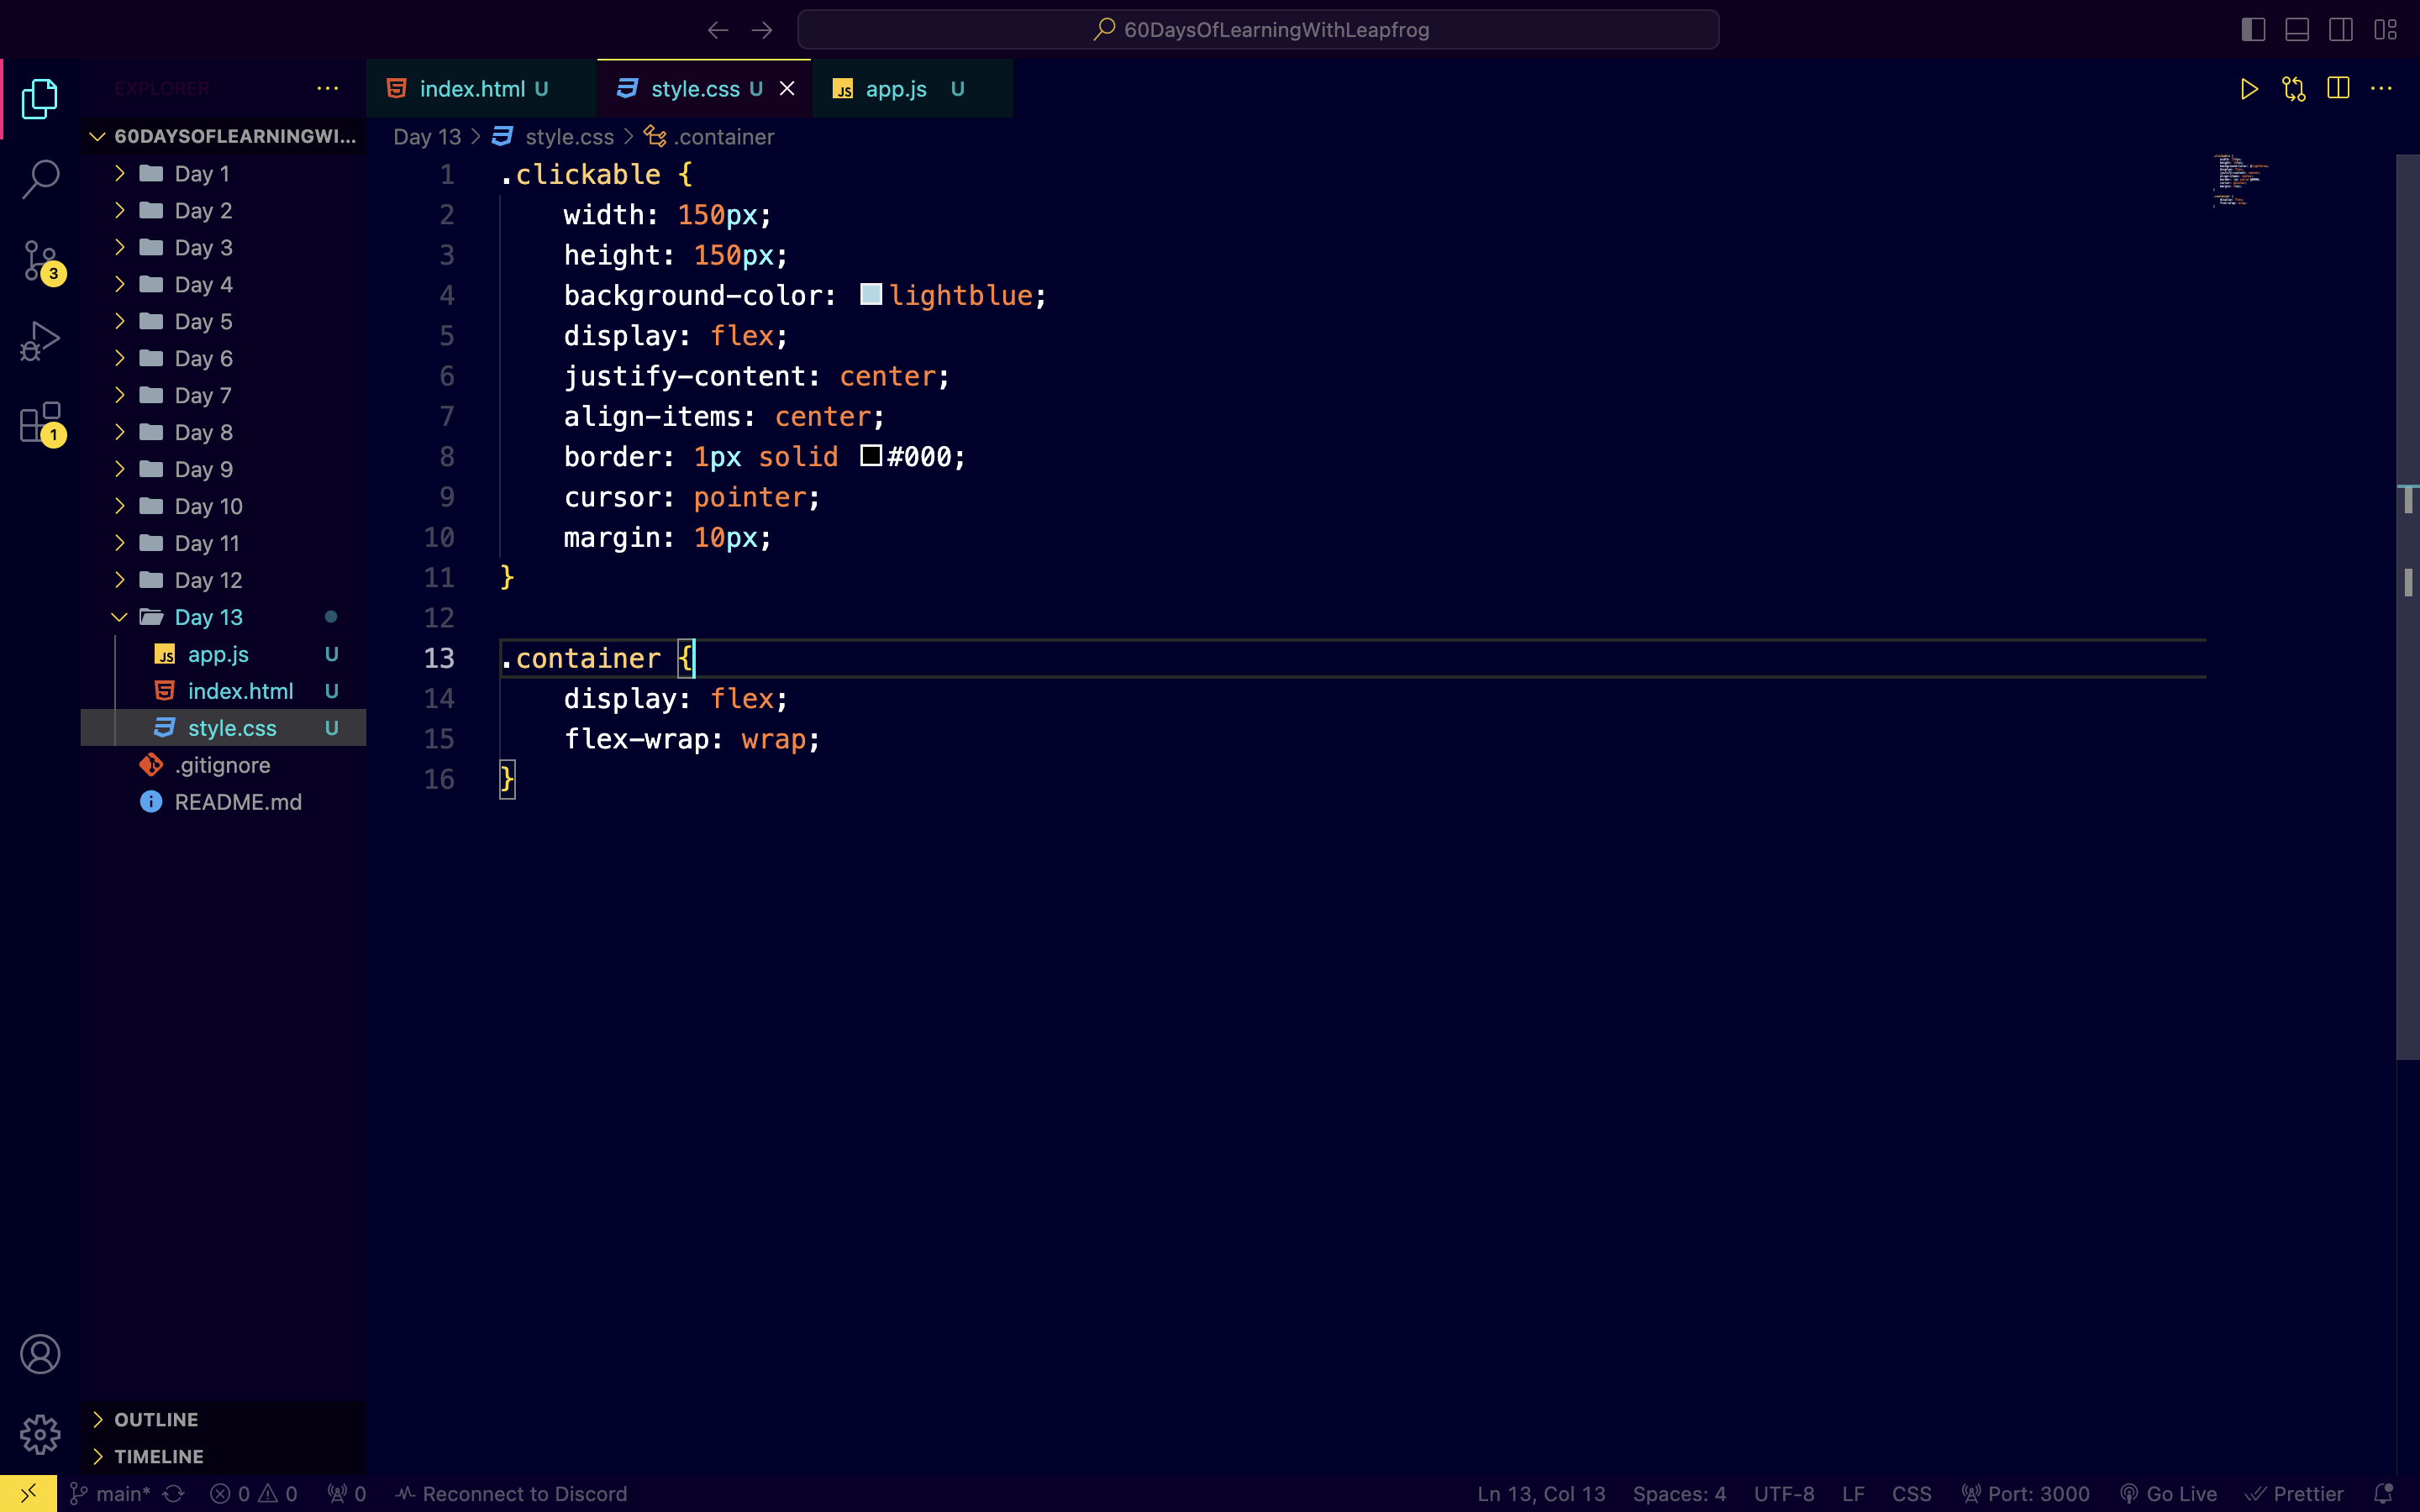 60DaysOfLearningWithLeapfrog
EXPLORER
index.html U
style.css U
app.js U
60DAYSOFLEARNINGWI...
Day 13 > style.css > .container
Day 1
Day 2
Day 3
Day 4
Day 5
Day 6
Day 7
Day 8
Day 9
Day 10
Day 11
Day 12
Day 13
JS app.js U
index.html U
style.css U
.gitignore
README.md
3
1
1 .clickable {
2 width: 150px;
3 height: 150px;
4 background-color: lightblue;
5 display: flex;
6 justify-content: center;
7 align-items: center;
8 border: 1px solid #000;
9 cursor: pointer;
10 margin: 10px;
11 }
12
13 .container {
14 display: flex;
15 flex-wrap: wrap;
16 }
OUTLINE
TIMELINE
main* 0 0 0 Reconnect to Discord Ln 13, Col 13 Spaces: 4 UTF-8 LF CSS Port: 3000 Go Live Prettier